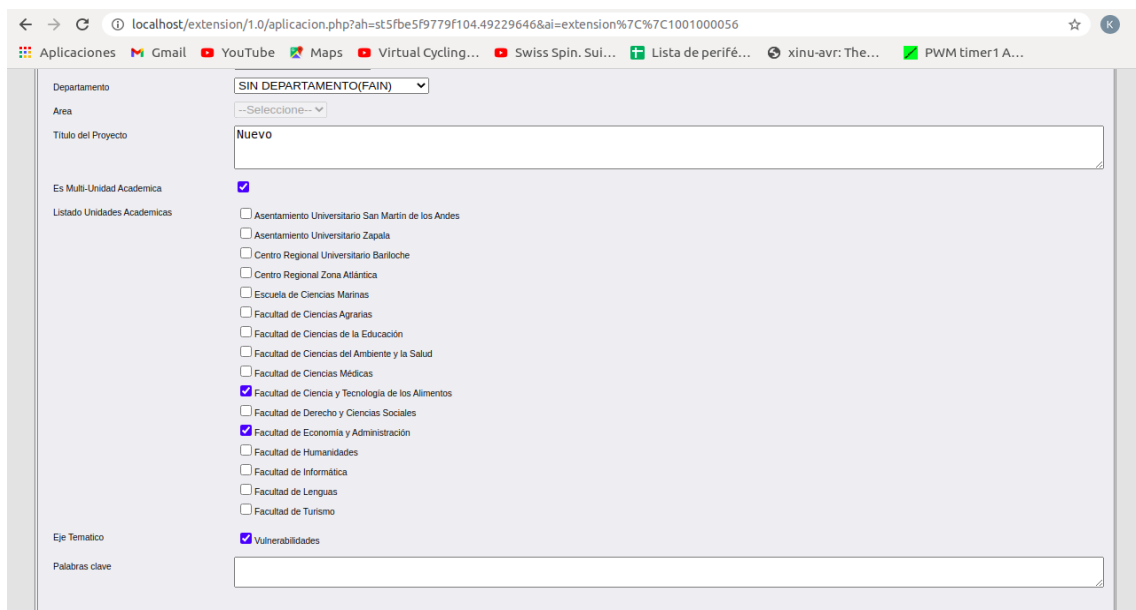 localhost/extension/1.0/aplicacion.php?ah=st5fbe5f9779f104.49229646&ai=extension%7C%7C1001000056
K
Aplicaciones Gmail YouTube Maps Virtual Cycling... Swiss Spin. Sui... Lista de perifé... xinu-avr: The... PWM timer1 A...
Departamento SIN DEPARTAMENTO(FAIN)
Area --Seleccione--
Título del Proyecto Nuevo
Es Multi-Unidad Academica
Listado Unidades Academicas
Asentamiento Universitario San Martín de los Andes
Asentamiento Universitario Zapala
Centro Regional Universitario Bariloche
Centro Regional Zona Atlántica
Escuela de Ciencias Marinas
Facultad de Ciencias Agrarias
Facultad de Ciencias de la Educación
Facultad de Ciencias del Ambiente y la Salud
Facultad de Ciencias Médicas
Facultad de Ciencia y Tecnología de los Alimentos
Facultad de Derecho y Ciencias Sociales
Facultad de Economía y Administración
Facultad de Humanidades
Facultad de Informática
Facultad de Lenguas
Facultad de Turismo
Eje Tematico Vulnerabilidades
Palabras clave